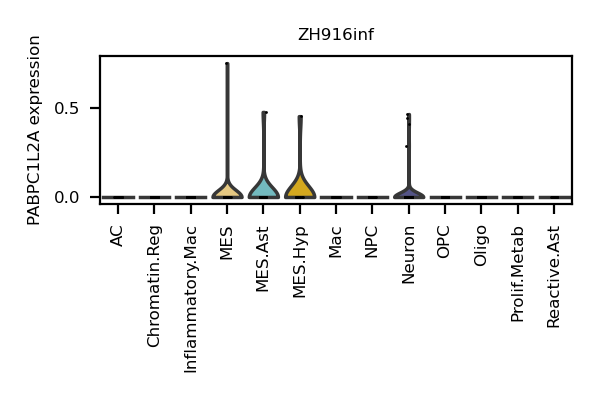 ZH916inf
PABPC1L2A expression
0.5
0.0
AC
Chromatin.Reg
Inflammatory.Mac
MES
MES.Ast
MES.Hyp
Mac
NPC
Neuron
OPC
Oligo
Prolif.Metab
Reactive.Ast